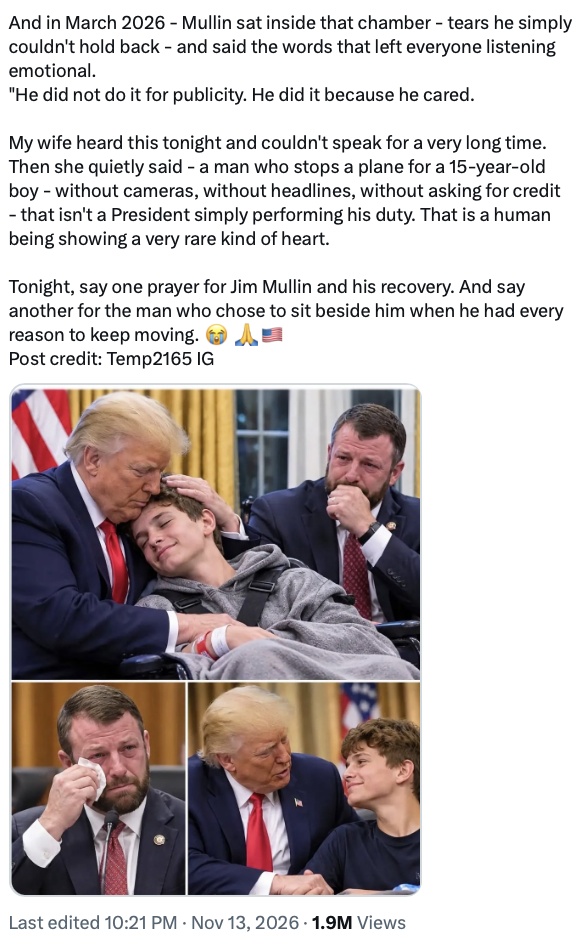 And in March 2026 - Mullin sat inside that chamber - tears he simply
couldn't hold back - and said the words that left everyone listening
emotional.
"He did not do it for publicity. He did it because he cared.
My wife heard this tonight and couldn't speak for a very long time.
Then she quietly said - a man who stops a plane for a 15-year-old
boy - without cameras, without headlines, without asking for credit
- that isn't a President simply performing his duty. That is a human
being showing a very rare kind of heart.
Tonight, say one prayer for Jim Mullin and his recovery. And say
another for the man who chose to sit beside him when he had every
reason to keep moving. 😭 🙏🇺🇸
Post credit: Temp2165 IG
Last edited 10:21 PM · Nov 13, 2026 · 1.9M Views